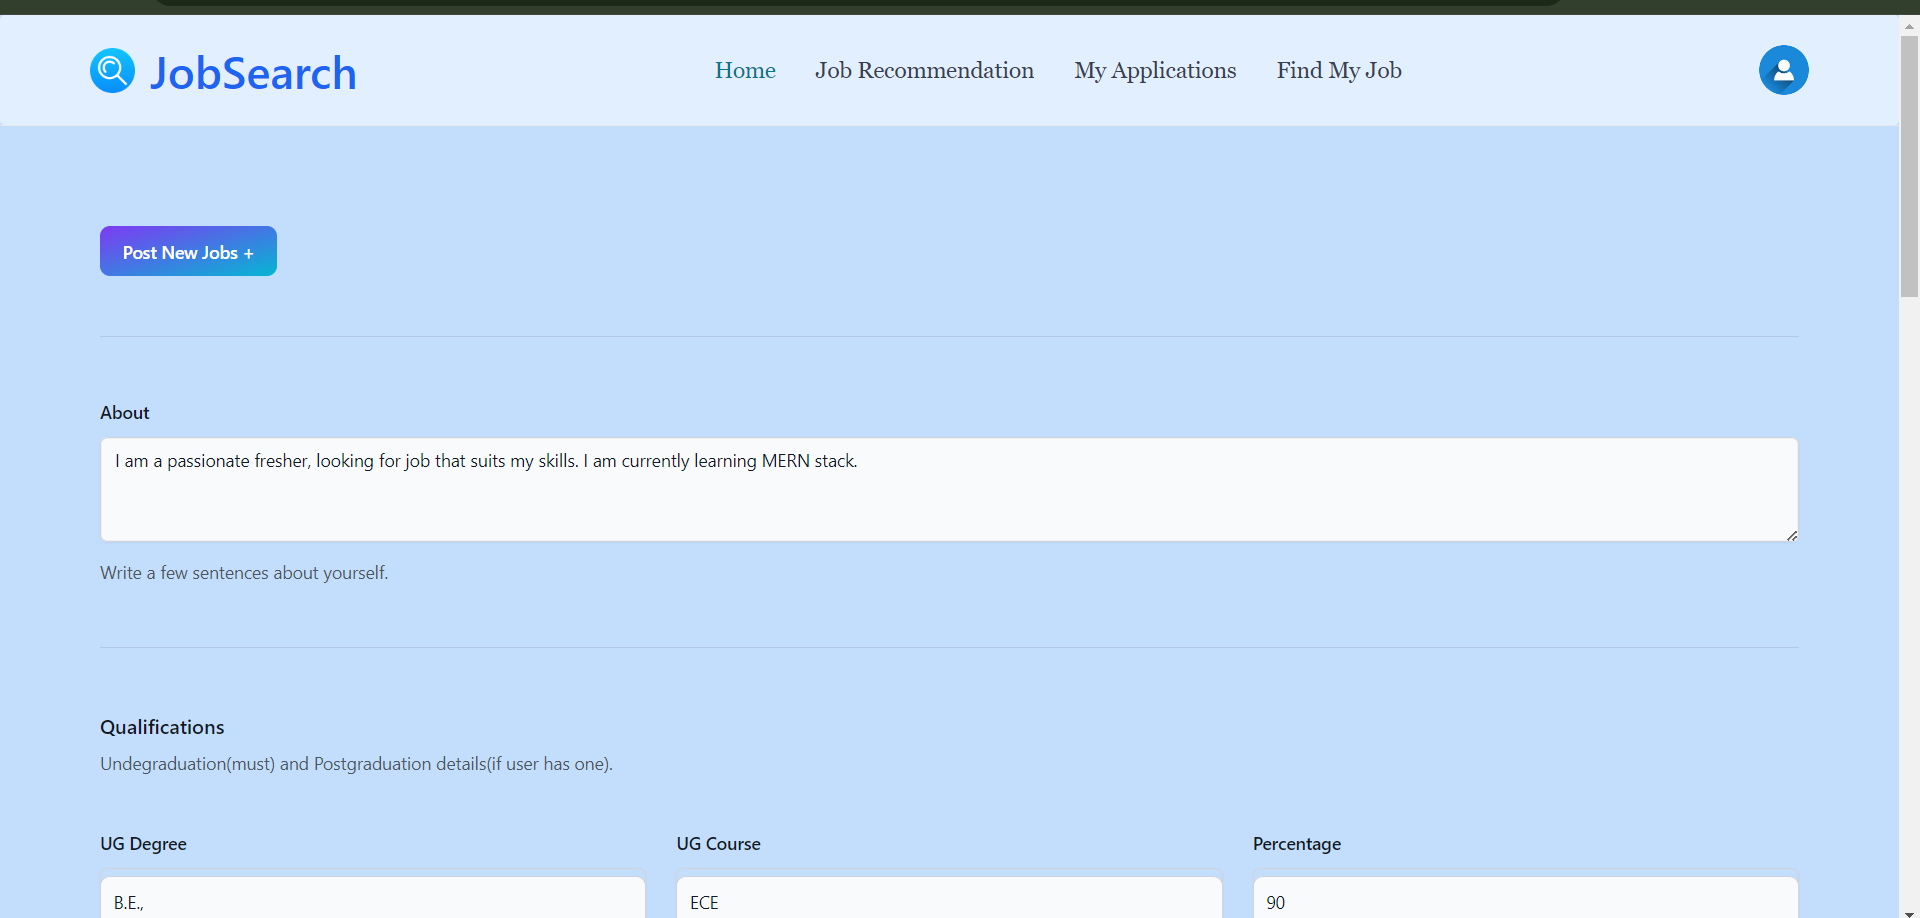 JobSearch
Home Job Recommendation My Applications Find My Job
Post New Jobs +
About
I am a passionate fresher, looking for job that suits my skills. I am currently learning MERN stack.
Write a few sentences about yourself.
Qualifications
Undegraduation(must) and Postgraduation details(if user has one).
UG Degree UG Course Percentage
B.E., ECE 90